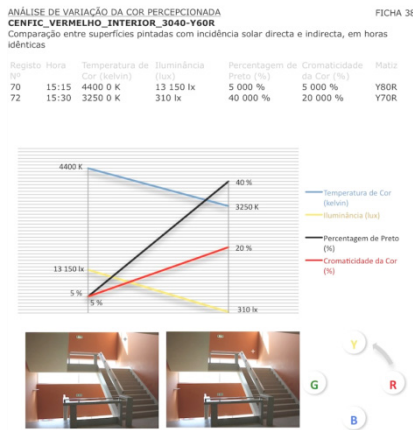 ANÁLISE DE VARIAÇÃO DA COR PERCEPCIONADA FICHA 38
CENFIC_VERMELHO_INTERIOR_3040-Y60R
Comparação entre superfícies pintadas com incidência solar directa e indirecta, em horas
idênticas
Registo Hora Temperatura de Iluminância Percentagem de Cromaticidade Matiz
Nº Cor (kelvin) (lux) Preto (%) da Cor (%)
70 15:15 4400 0 K 13 150 lx 5 000 % 5 000 % Y80R
72 15:30 3250 0 K 310 lx 40 000 % 20 000 % Y70R
4400 K
40 %
3250 K
20 %
13 150 lx
5 %
5 %
310 lx
Temperatura de Cor
(kelvin)
Iluminância (lux)
Percentagem de Preto
(%)
Cromaticidade da Cor
(%)
Y
G R
B